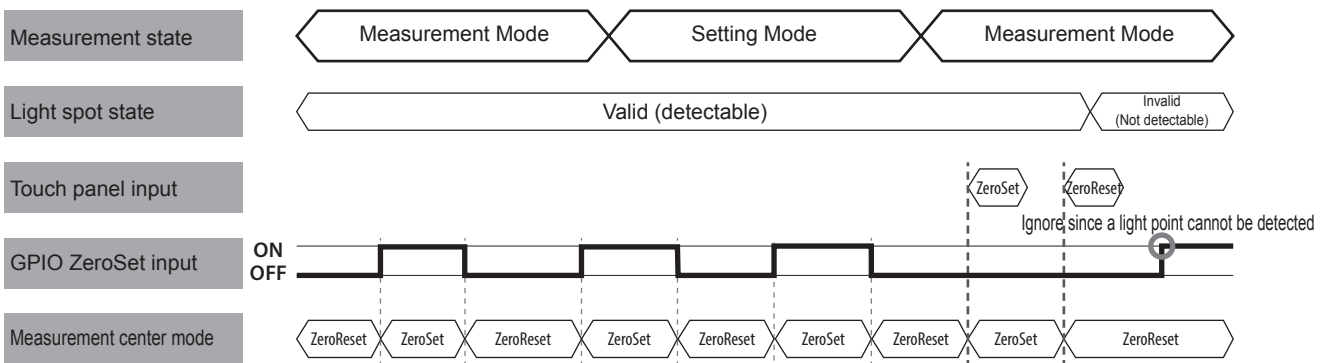 Measurement state
Measurement Mode
Setting Mode
Measurement Mode
Light spot state
Valid (detectable)
Invalid
(Not detectable)
Touch panel input
ZeroSet
ZeroReset
Ignore since a light point cannot be detected
GPIO ZeroSet input
ON
OFF
Measurement center mode
ZeroReset
ZeroSet
ZeroReset
ZeroSet
ZeroReset
ZeroSet
ZeroReset
ZeroSet
ZeroReset